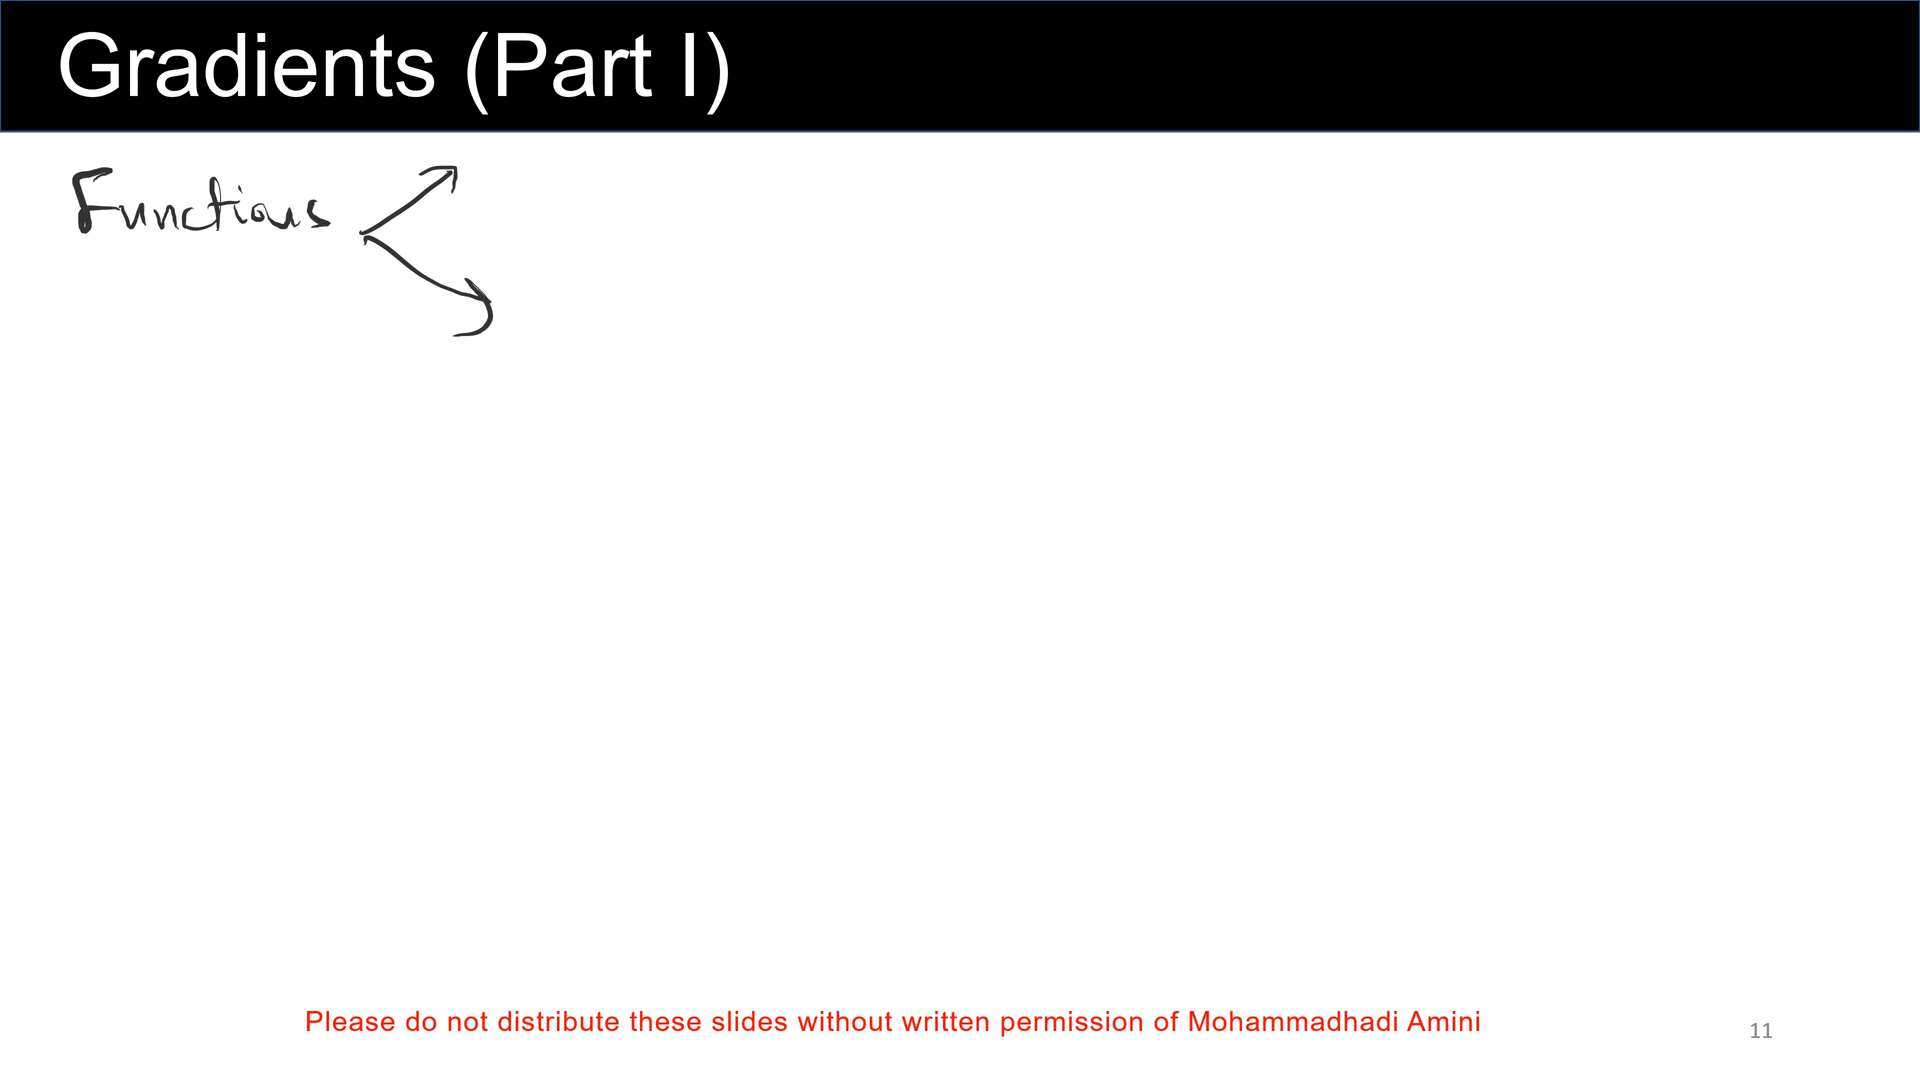 Gradients (Part I)
Functions
Please do not distribute these slides without written permission of Mohammadhadi Amini
11